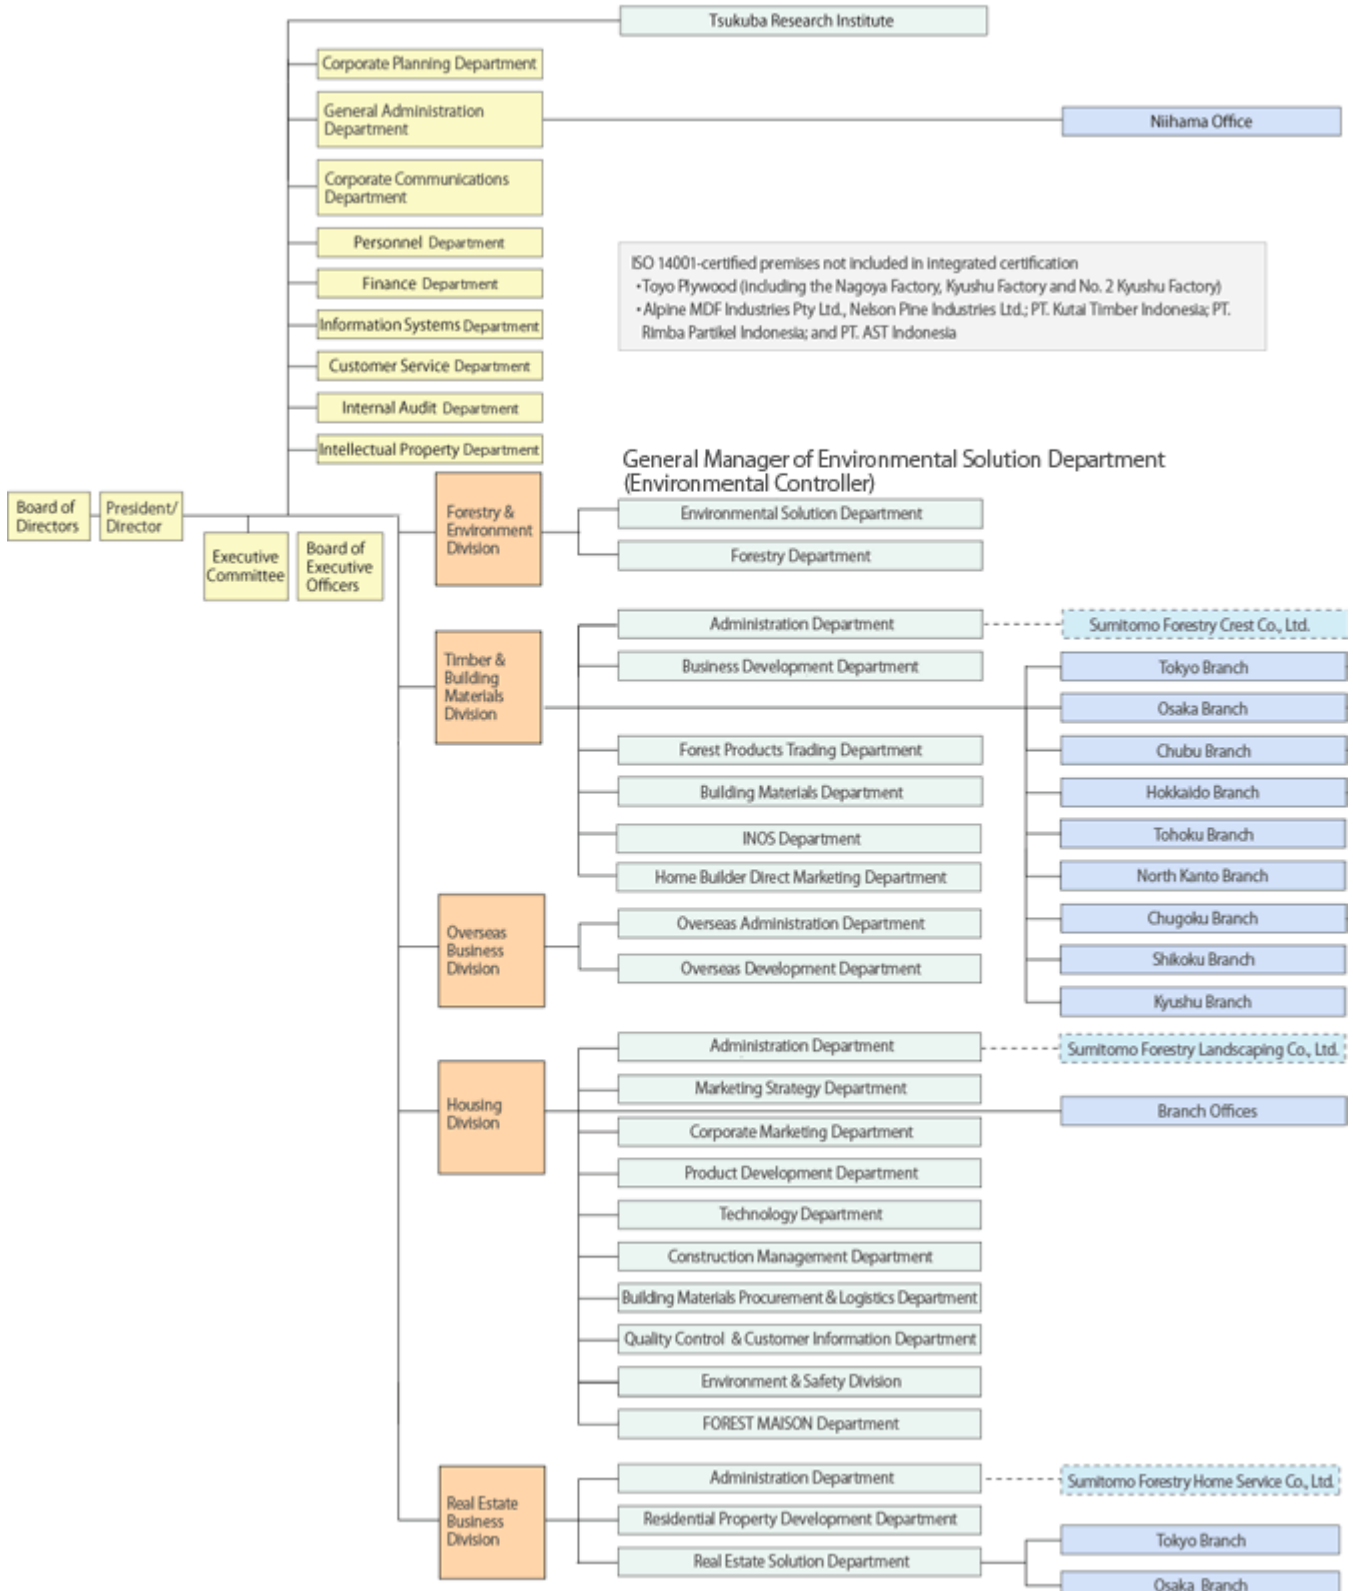 Tsukuba Research Institute
Corporate Planning Department
General Administration
Department
Niihama Office
Corporate Communications
Department
Personnel Department
Finance Department
Information Systems Department
Customer Service Department
Internal Audit Department
Intellectual Property Department
ISO 14001-certified premises not included in integrated certification
• Toyo Plywood (including the Nagoya Factory, Kyushu Factory and No. 2 Kyushu Factory)
• Alpine MDF Industries Pty Ltd., Nelson Pine Industries Ltd.; PT. Kutai Timber Indonesia; PT.
Rimba Partikel Indonesia; and PT. AST Indonesia
General Manager of Environmental Solution Department
(Environmental Controller)
Board of
Directors
President/
Director
Executive
Committee
Board of
Executive
Officers
Forestry &
Environment
Division
Environmental Solution Department
Forestry Department
Timber &
Building
Materials
Division
Administration Department
Sumitomo Forestry Crest Co., Ltd.
Business Development Department
Forest Products Trading Department
Building Materials Department
INOS Department
Home Builder Direct Marketing Department
Tokyo Branch
Osaka Branch
Chubu Branch
Hokkaido Branch
Tohoku Branch
North Kanto Branch
Chugoku Branch
Shikoku Branch
Kyushu Branch
Overseas
Business
Division
Overseas Administration Department
Overseas Development Department
Housing
Division
Administration Department
Sumitomo Forestry Landscaping Co., Ltd.
Marketing Strategy Department
Branch Offices
Corporate Marketing Department
Product Development Department
Technology Department
Construction Management Department
Building Materials Procurement & Logistics Department
Quality Control & Customer Information Department
Environment & Safety Division
FOREST MAISON Department
Real Estate
Business
Division
Administration Department
Sumitomo Forestry Home Service Co., Ltd.
Residential Property Development Department
Real Estate Solution Department
Tokyo Branch
Osaka Branch